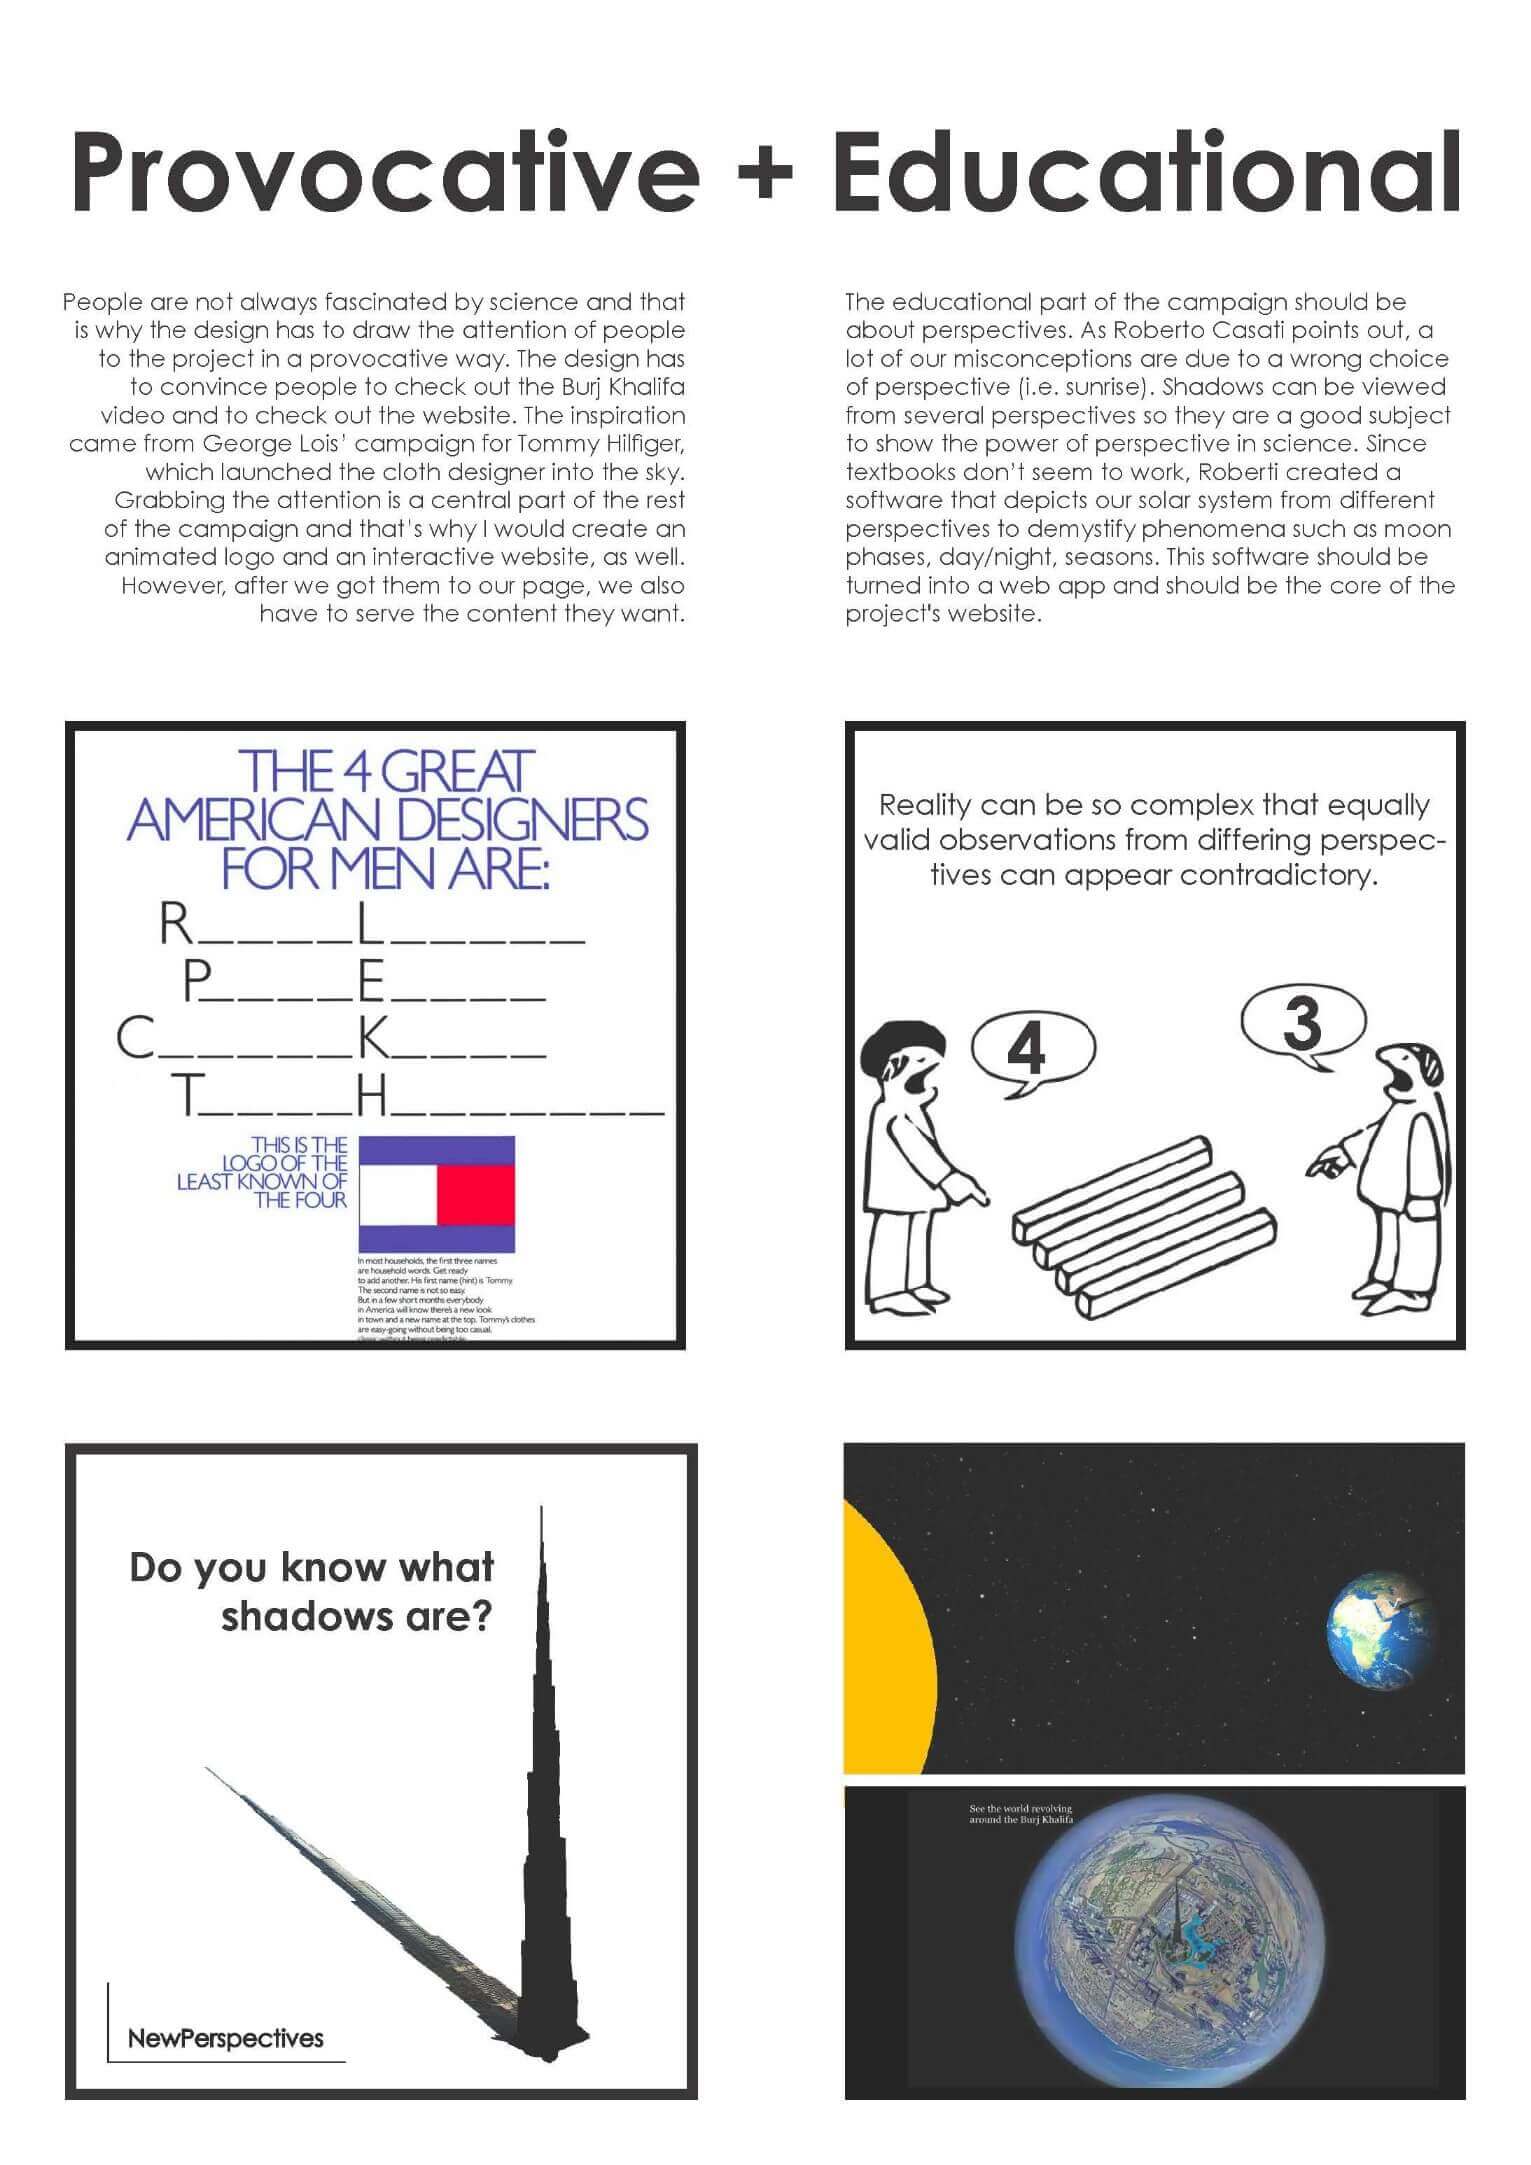 Provocative + Educational
People are not always fascinated by science and that
is why the design has to draw the attention of people
to the project in a provocative way. The design has
to convince people to check out the Burj Khalifa
video and to check out the website. The inspiration
came from George Lois’ campaign for Tommy Hilfiger,
which launched the cloth designer into the sky.
Grabbing the attention is a central part of the rest
of the campaign and that's why I would create an
animated logo and an interactive website, as well.
However, after we got them to our page, we also
have to serve the content they want.
The educational part of the campaign should be
about perspectives. As Roberto Casati points out, a
lot of our misconceptions are due to a wrong choice
of perspective (i.e. sunrise). Shadows can be viewed
from several perspectives so they are a good subject
to show the power of perspective in science. Since
textbooks don’t seem to work, Roberti created a
software that depicts our solar system from different
perspectives to demystify phenomena such as moon
phases, day/night, seasons. This software should be
turned into a web app and should be the core of the
project's website.
THE 4 GREAT
AMERICAN DESIGNERS
FOR MEN ARE:
R____L______
P____E____
C_____K____
T____H________
THIS IS THE
LOGO OF THE
LEAST KNOWN OF
THE FOUR
In most households, the first three names
are household words. Get ready
to add another. His first name (hint) is Tommy.
The second name is not so easy.
But in a few short months everybody
in America will know there's a new look
in town and a new name at the top. Tommy's clothes
are easy-going without being too casual,
classic without being predictable.
Reality can be so complex that equally
valid observations from differing perspec-
tives can appear contradictory.
4
3
Do you know what
shadows are?
NewPerspectives
See the world revolving
around the Burj Khalifa